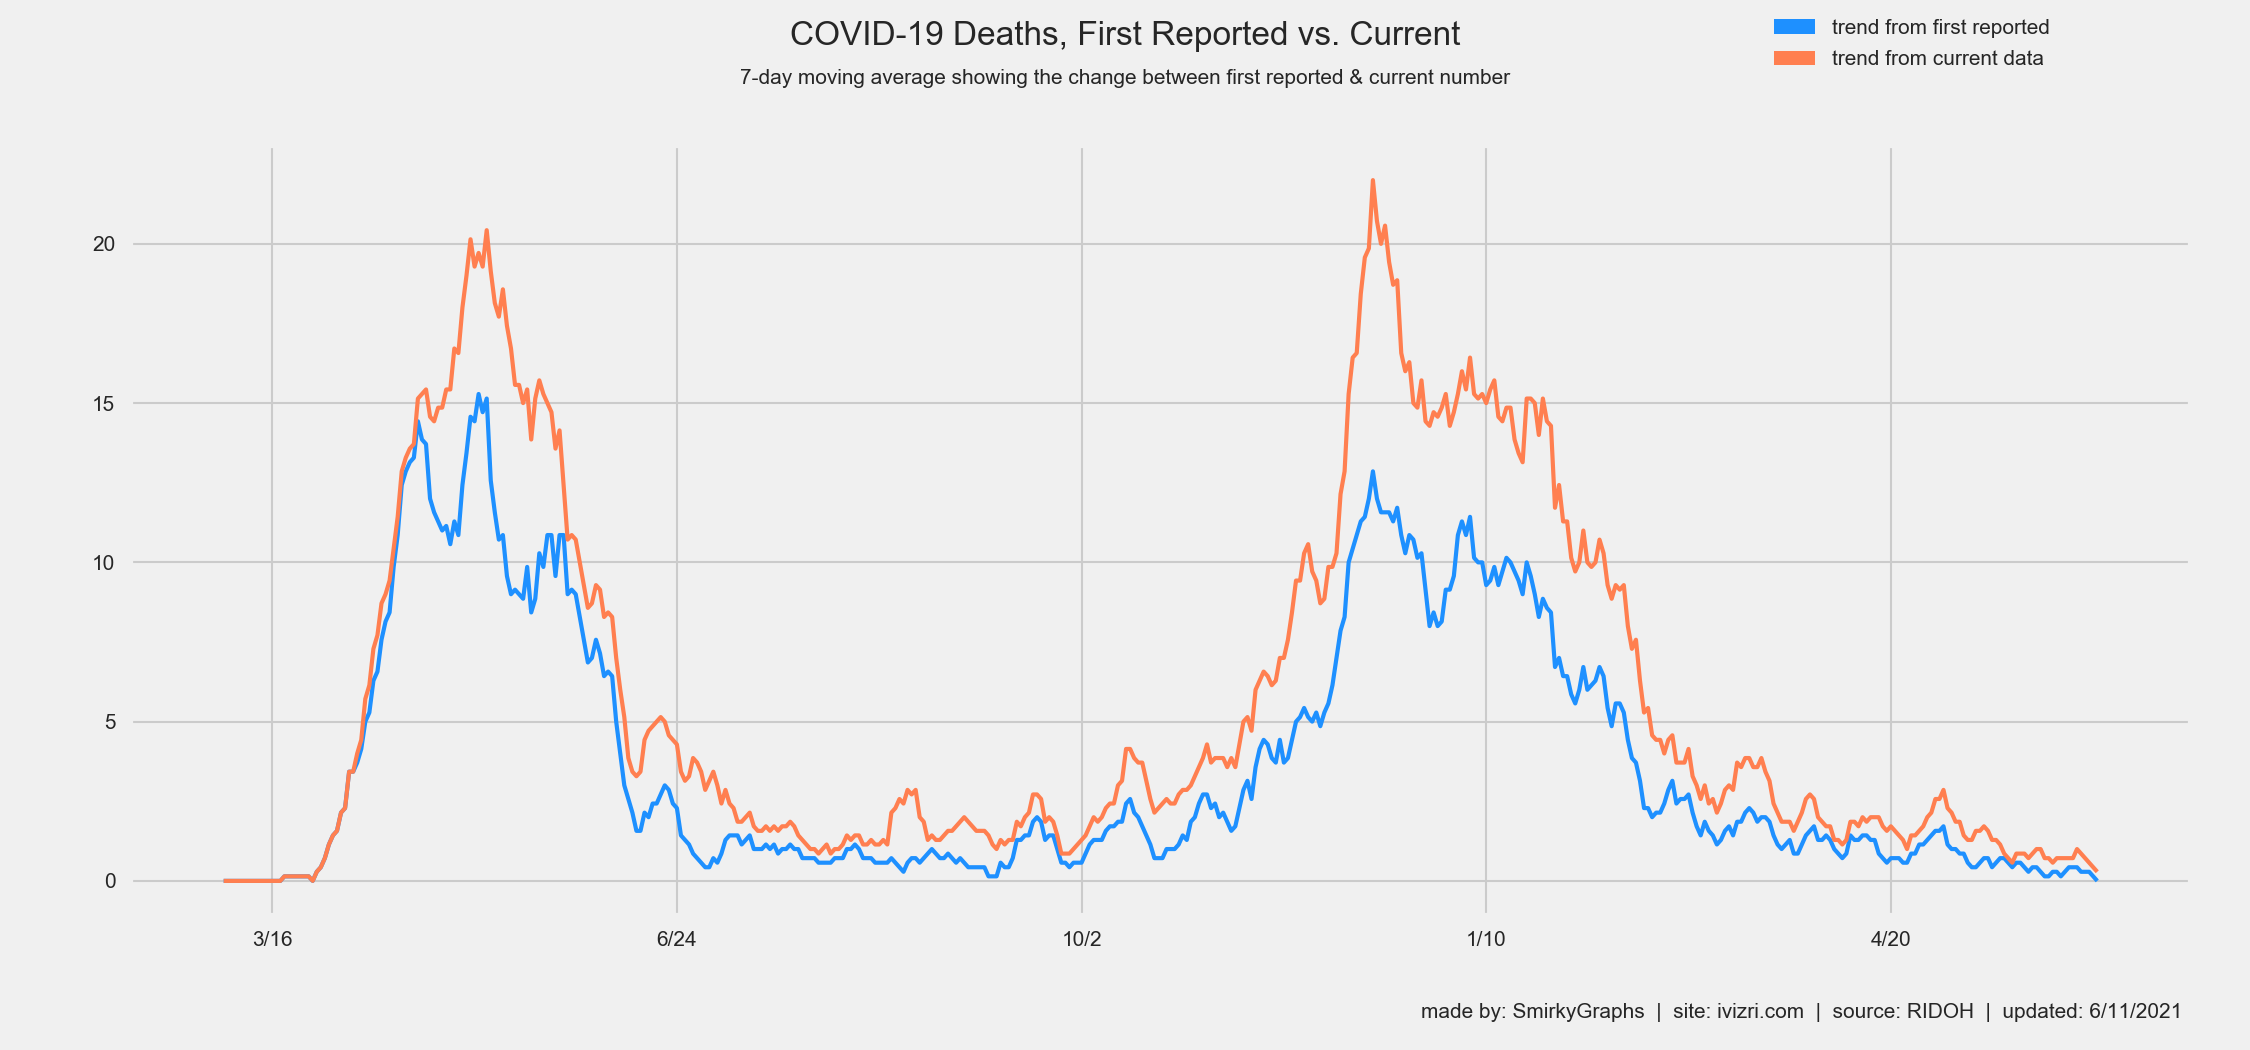 COVID-19 Deaths, First Reported vs. Current
7-day moving average showing the change between first reported & current number
trend from first reported
trend from current data
20
15
10
5
0
3/16 6/24 10/2 1/10 4/20
made by: SmirkyGraphs | site: ivizri.com | source: RIDOH | updated: 6/11/2021